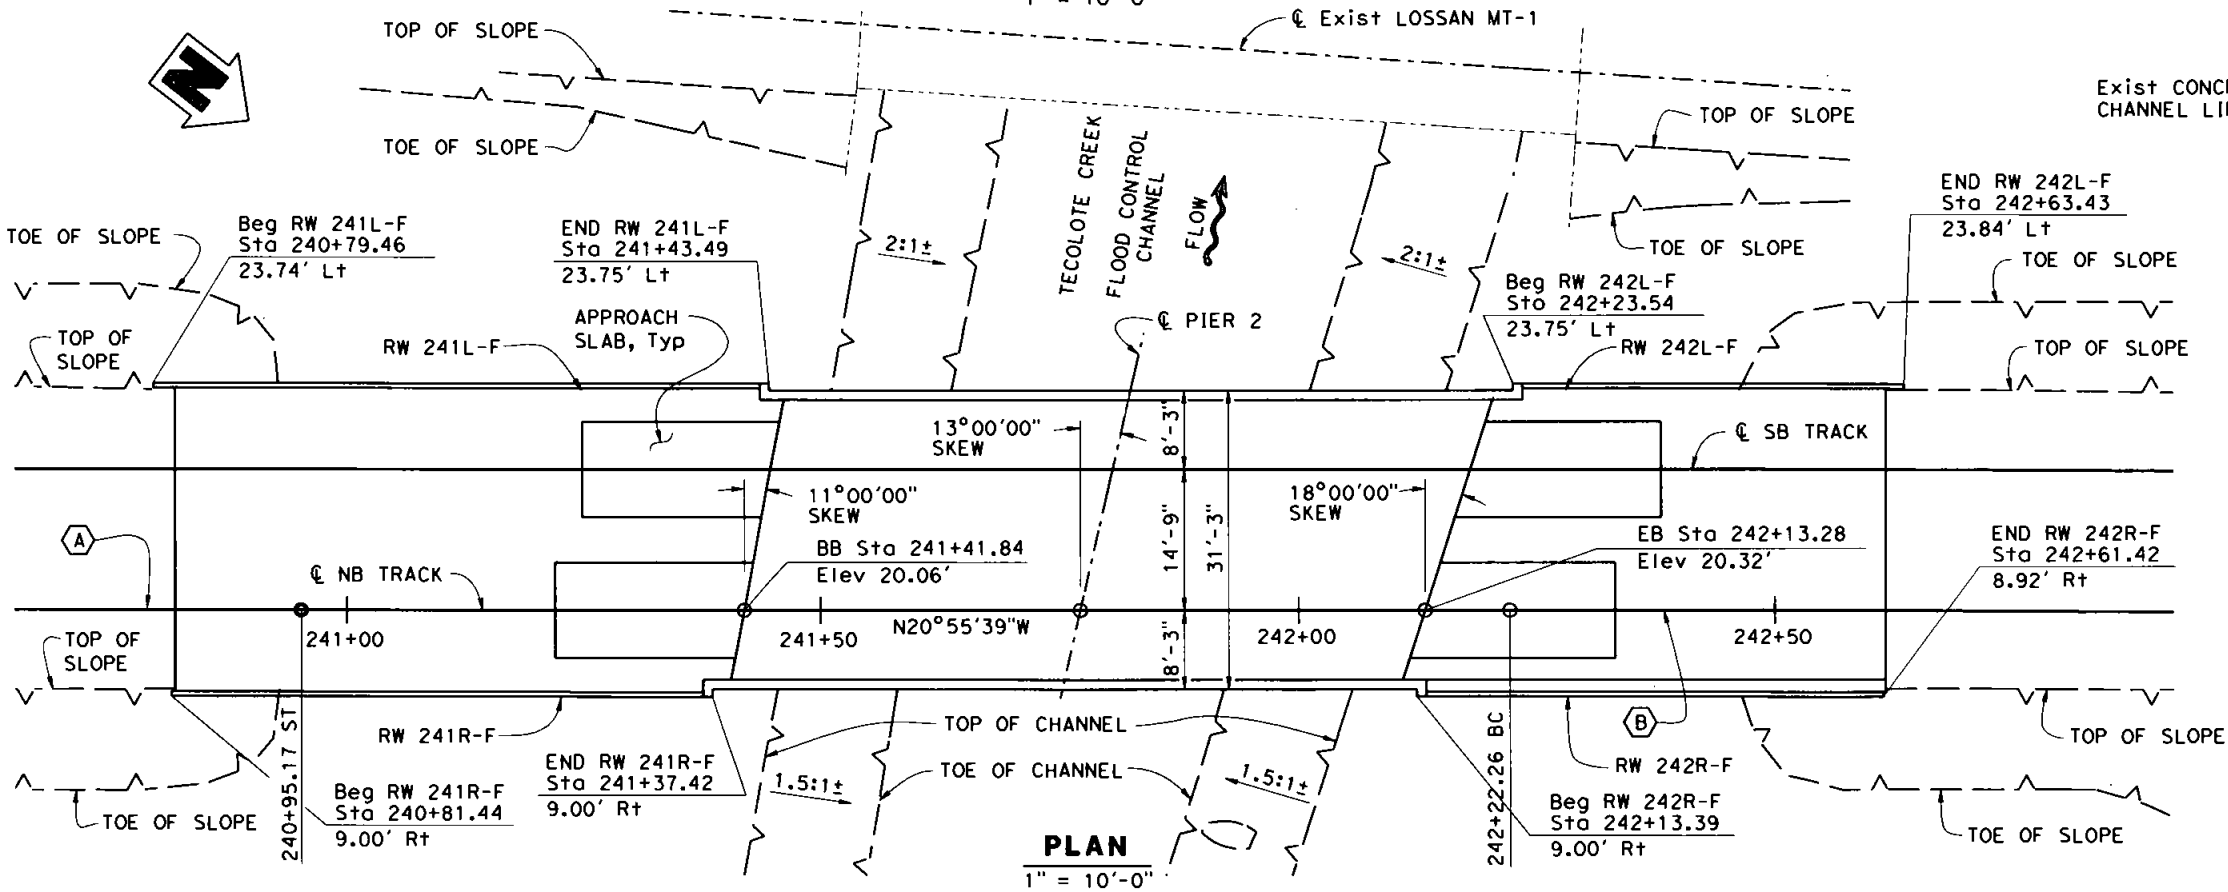 1" = 10'-0"
℄ Exist LOSSAN MT-1
TOP OF SLOPE
N
Exist CONC
CHANNEL LI
TOP OF SLOPE
TOE OF SLOPE
TECOLOTE CREEK
FLOOD CONTROL
CHANNEL
FLOW
END RW 242L-F
Sta 242+63.43
23.84' Lt
TOE OF SLOPE
Beg RW 241L-F
Sta 240+79.46
23.74' Lt
END RW 241L-F
Sta 241+43.49
23.75' Lt
2:1±
2:1±
TOE OF SLOPE
TOE OF SLOPE
Beg RW 242L-F
Sta 242+23.54
23.75' Lt
APPROACH
SLAB, Typ
℄ PIER 2
TOP OF
SLOPE
RW 241L-F
RW 242L-F
TOP OF SLOPE
13°00'00"
SKEW
8'-3"
℄ SB TRACK
11°00'00"
SKEW
18°00'00"
SKEW
14'-9"
31'-3"
A
BB Sta 241+41.84
Elev 20.06'
EB Sta 242+13.28
Elev 20.32'
END RW 242R-F
Sta 242+61.42
8.92' Rt
℄ NB TRACK
241+00
241+50
N20°55'39"W
242+00
242+50
TOP OF
SLOPE
8'-3"
240+95.17 ST
RW 241R-F
TOP OF CHANNEL
242+22.26 BC
B
TOP OF SLOPE
END RW 241R-F
Sta 241+37.42
9.00' Rt
1.5:1±
TOE OF CHANNEL
1.5:1±
RW 242R-F
Beg RW 241R-F
Sta 240+81.44
9.00' Rt
Beg RW 242R-F
Sta 242+13.39
9.00' Rt
TOE OF SLOPE
TOE OF SLOPE
PLAN
1" = 10'-0"